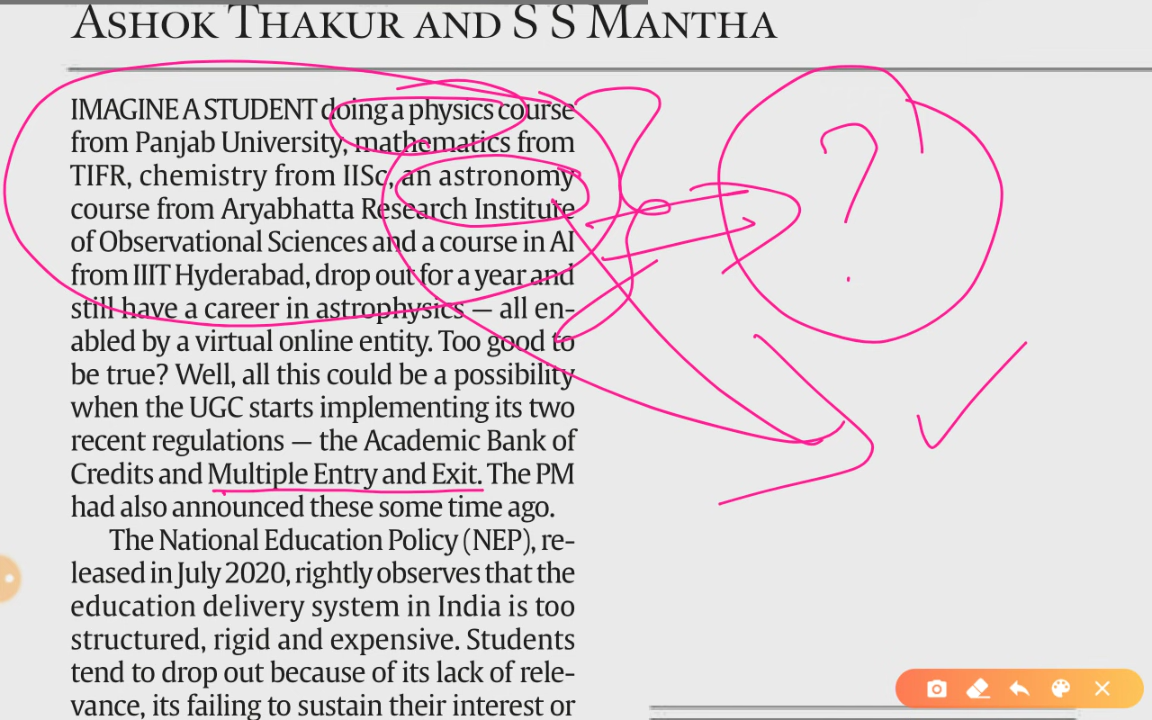 ASHOK THAKUR AND S S MANTHA
IMAGINE A STUDENT doing a physics course
from Panjab University, mathematics from
TIFR, chemistry from IISc, an astronomy
course from Aryabhatta Research Institute
of Observational Sciences and a course in AI
from IIIT Hyderabad, drop out for a year and
still have a career in astrophysics — all en-
abled by a virtual online entity. Too good to
be true? Well, all this could be a possibility
when the UGC starts implementing its two
recent regulations — the Academic Bank of
Credits and Multiple Entry and Exit. The PM
had also announced these some time ago.
The National Education Policy (NEP), re-
leased in July 2020, rightly observes that the
education delivery system in India is too
structured, rigid and expensive. Students
tend to drop out because of its lack of rele-
vance, its failing to sustain their interest or
?